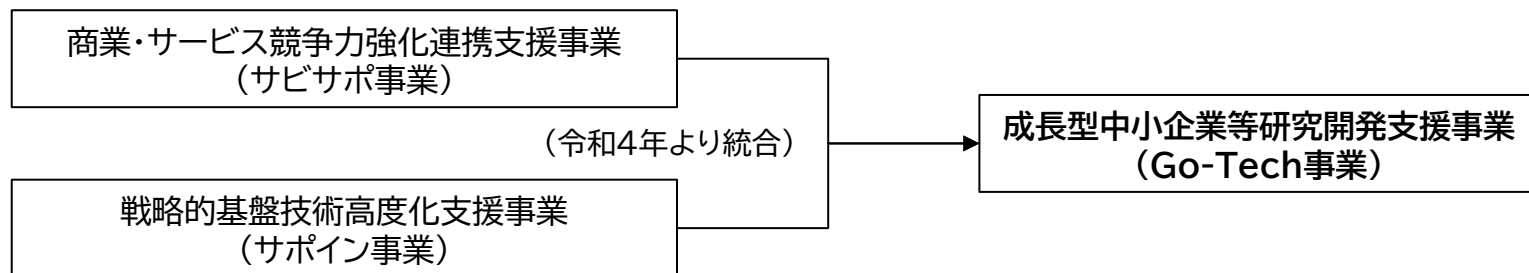 商業・サービス競争力強化連携支援事業
（サビサポ事業）
（令和4年より統合）
戦略的基盤技術高度化支援事業
（サポイン事業）
成長型中小企業等研究開発支援事業
（Go-Tech事業）